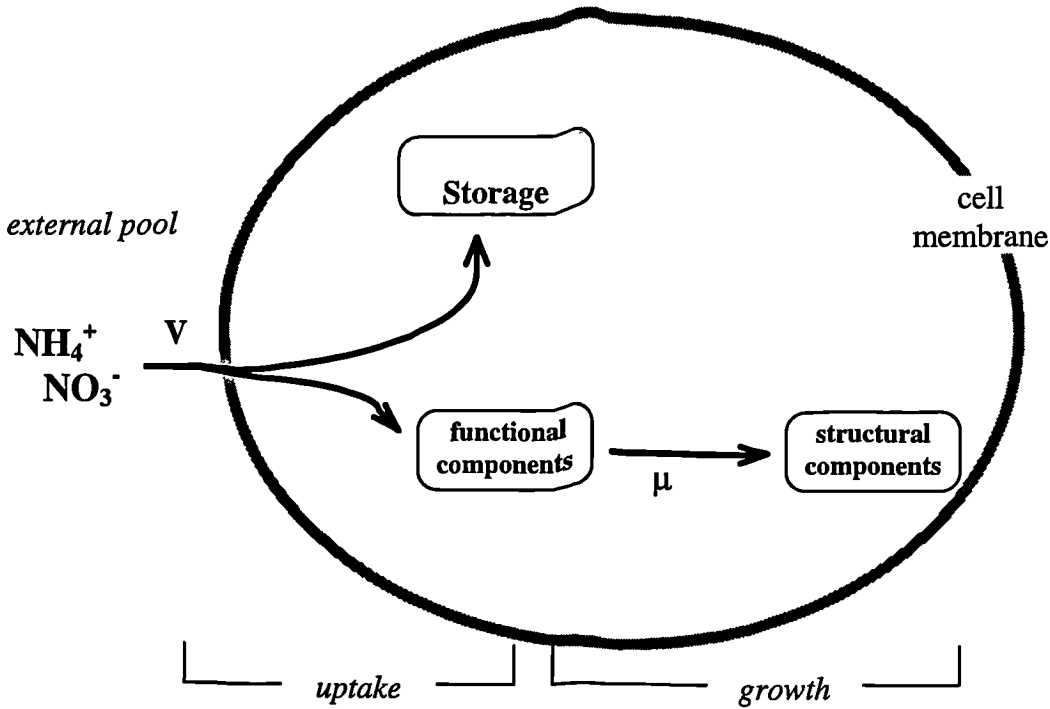 Storage
cell
membrane
external pool
V
NH₄⁺
NO₃⁻
functional
components
μ
structural
components
uptake
growth